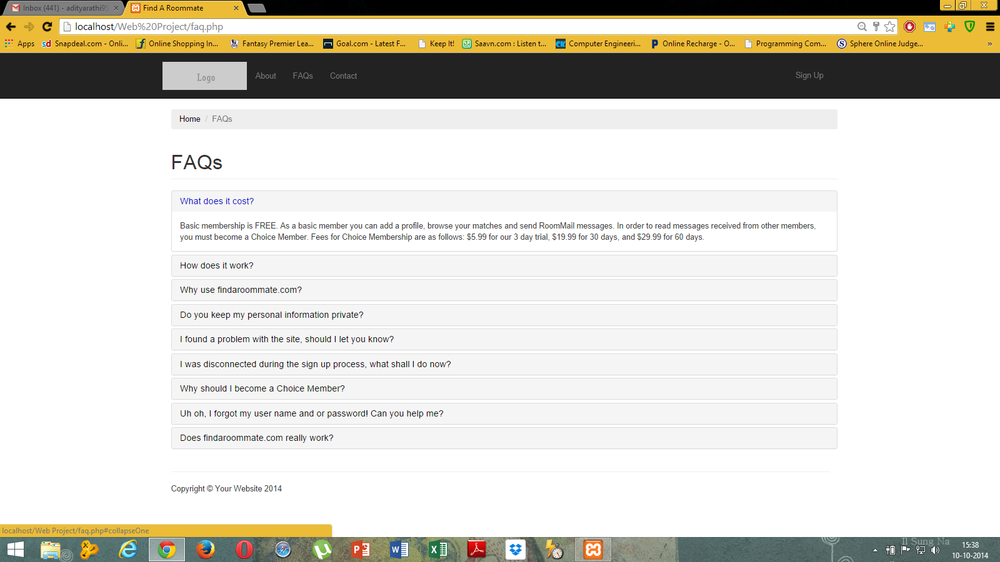 Inbox (441) - adityarathi95
Find A Roommate
localhost/Web%20Project/faq.php
Apps
Snapdeal.com - Onli...
Online Shopping In...
Fantasy Premier Lea...
Goal.com - Latest F...
Keep It!
Saavn.com : Listen t...
Computer Engineeri...
Online Recharge - O...
Programming Com...
Sphere Online Judge...
»
Logo
About
FAQs
Contact
Sign Up
Home / FAQs
FAQs
What does it cost?
Basic membership is FREE. As a basic member you can add a profile, browse your matches and send RoomMail messages. In order to read messages received from other members,
you must become a Choice Member. Fees for Choice Membership are as follows: $5.99 for our 3 day trial, $19.99 for 30 days, and $29.99 for 60 days.
How does it work?
Why use findaroommate.com?
Do you keep my personal information private?
I found a problem with the site, should I let you know?
I was disconnected during the sign up process, what shall I do now?
Why should I become a Choice Member?
Uh oh, I forgot my user name and or password! Can you help me?
Does findaroommate.com really work?
Copyright © Your Website 2014
localhost/Web Project/faq.php#collapseOne
Il Sung Na
15:38
10-10-2014